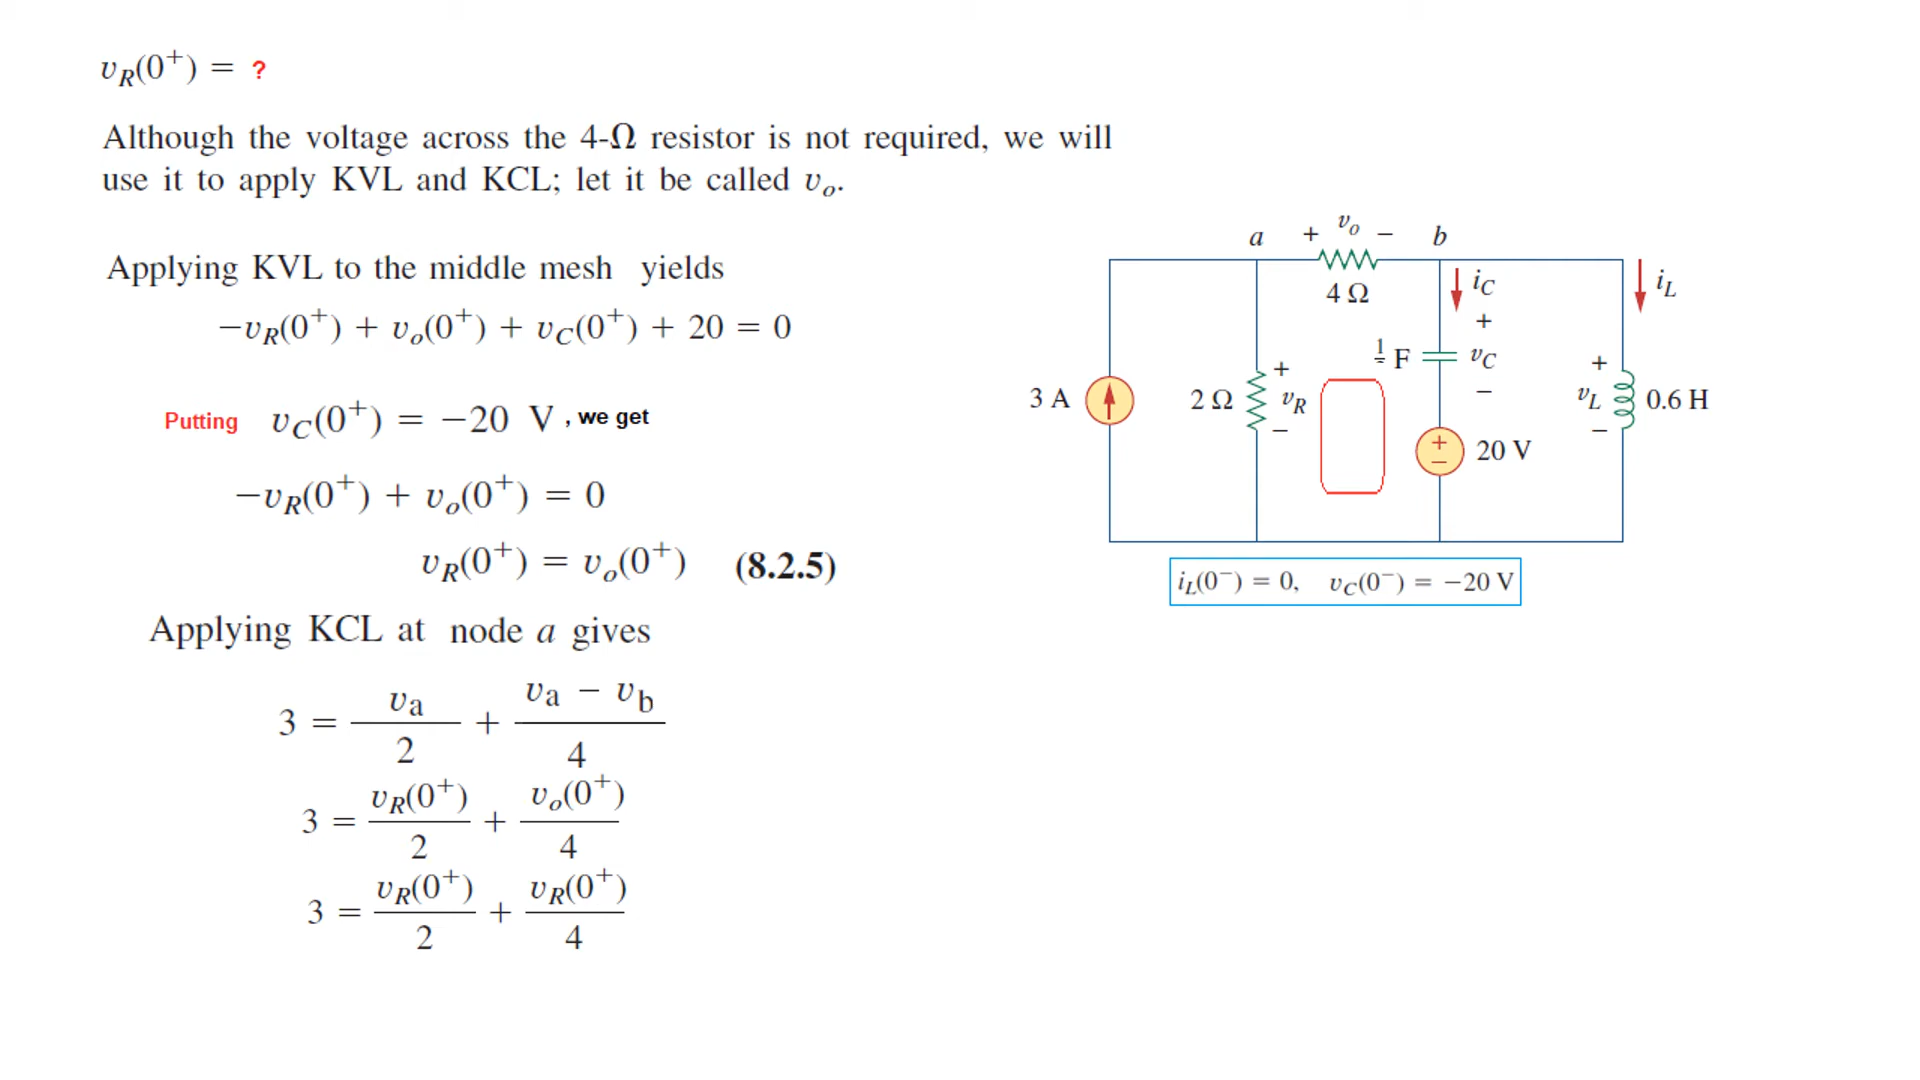 v_R(0⁺) = ?
Although the voltage across the 4-Ω resistor is not required, we will
use it to apply KVL and KCL; let it be called v_o.
Applying KVL to the middle mesh yields
−v_R(0⁺) + v_o(0⁺) + v_C(0⁺) + 20 = 0
Putting v_C(0⁺) = −20 V , we get
−v_R(0⁺) + v_o(0⁺) = 0
v_R(0⁺) = v_o(0⁺) (8.2.5)
Applying KCL at node a gives
3 = v_a/2 + (v_a − v_b)/4
3 = v_R(0⁺)/2 + v_o(0⁺)/4
3 = v_R(0⁺)/2 + v_R(0⁺)/4
a + v_o − b
4 Ω
i_C
i_L
+
F
v_C
−
3 A
2 Ω
+
v_R
−
+
−
20 V
+
v_L
−
0.6 H
i_L(0⁻) = 0, v_C(0⁻) = −20 V